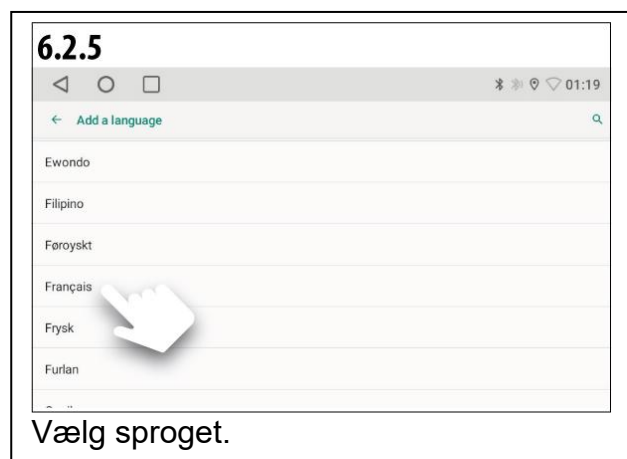 6.2.5
01:19
Add a language
Ewondo
Filipino
Føroyskt
Français
Frysk
Furlan
Vælg sproget.